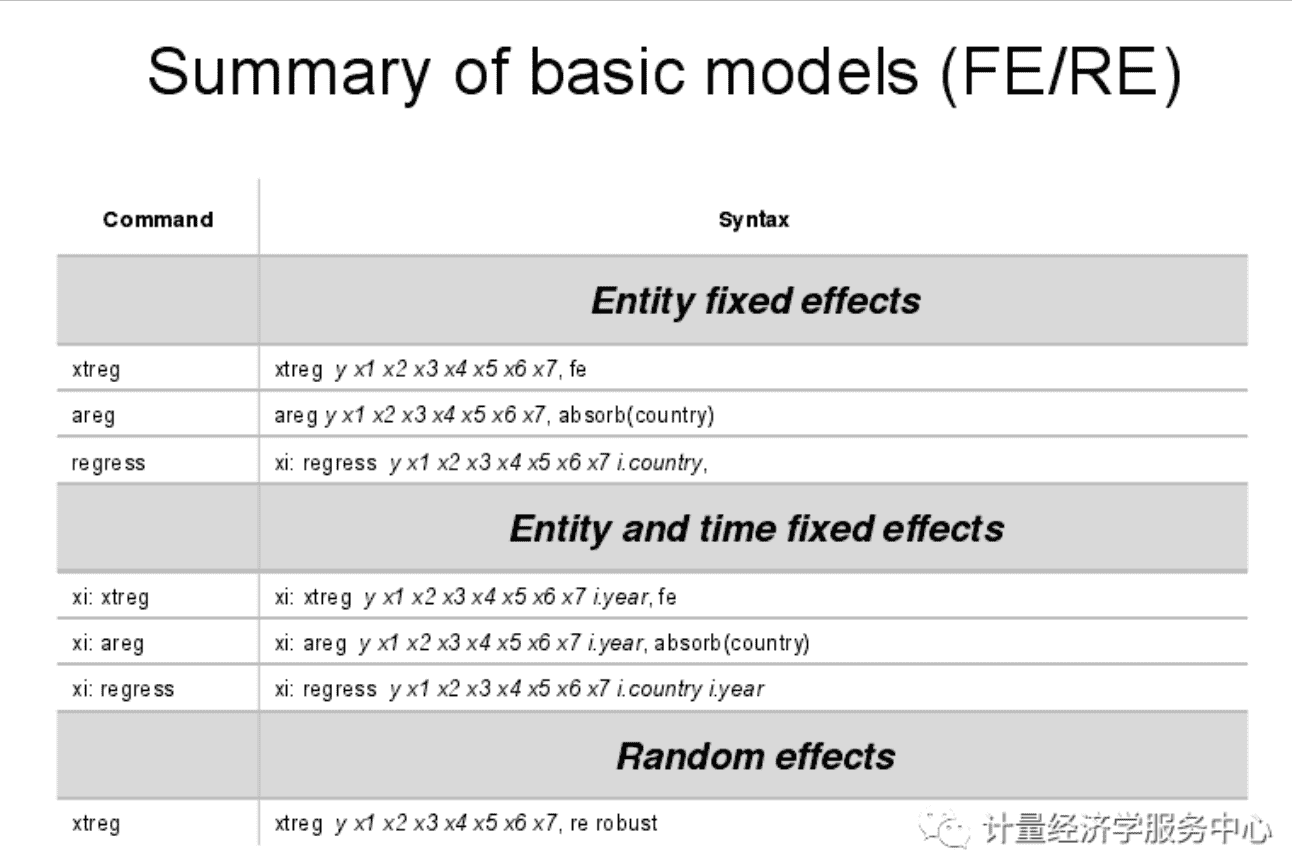 Summary of basic models (FE/RE)
Command Syntax
Entity fixed effects
xtreg xtreg y x1 x2 x3 x4 x5 x6 x7, fe
areg areg y x1 x2 x3 x4 x5 x6 x7, absorb(country)
regress xi: regress y x1 x2 x3 x4 x5 x6 x7 i.country,
Entity and time fixed effects
xi: xtreg xi: xtreg y x1 x2 x3 x4 x5 x6 x7 i.year, fe
xi: areg xi: areg y x1 x2 x3 x4 x5 x6 x7 i.year, absorb(country)
xi: regress xi: regress y x1 x2 x3 x4 x5 x6 x7 i.country i.year
Random effects
xtreg xtreg y x1 x2 x3 x4 x5 x6 x7, re robust
计量经济学服务中心